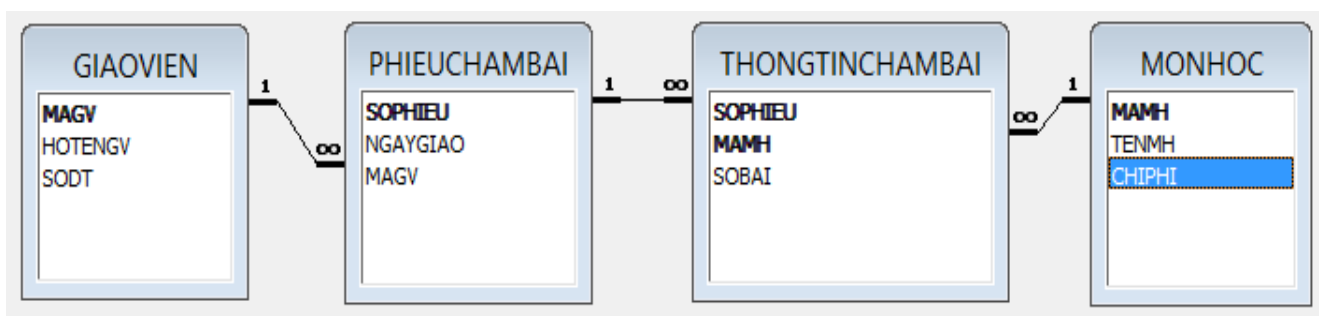 GIAOVIEN
MAGV
HOTENGV
SODT
1
∞
PHIEUCHAMBAI
SOPHIEU
NGAYGIAO
MAGV
1
∞
THONGTINCHAMBAI
SOPHIEU
MAMH
SOBAI
∞
1
MONHOC
MAMH
TENMH
CHIPHI